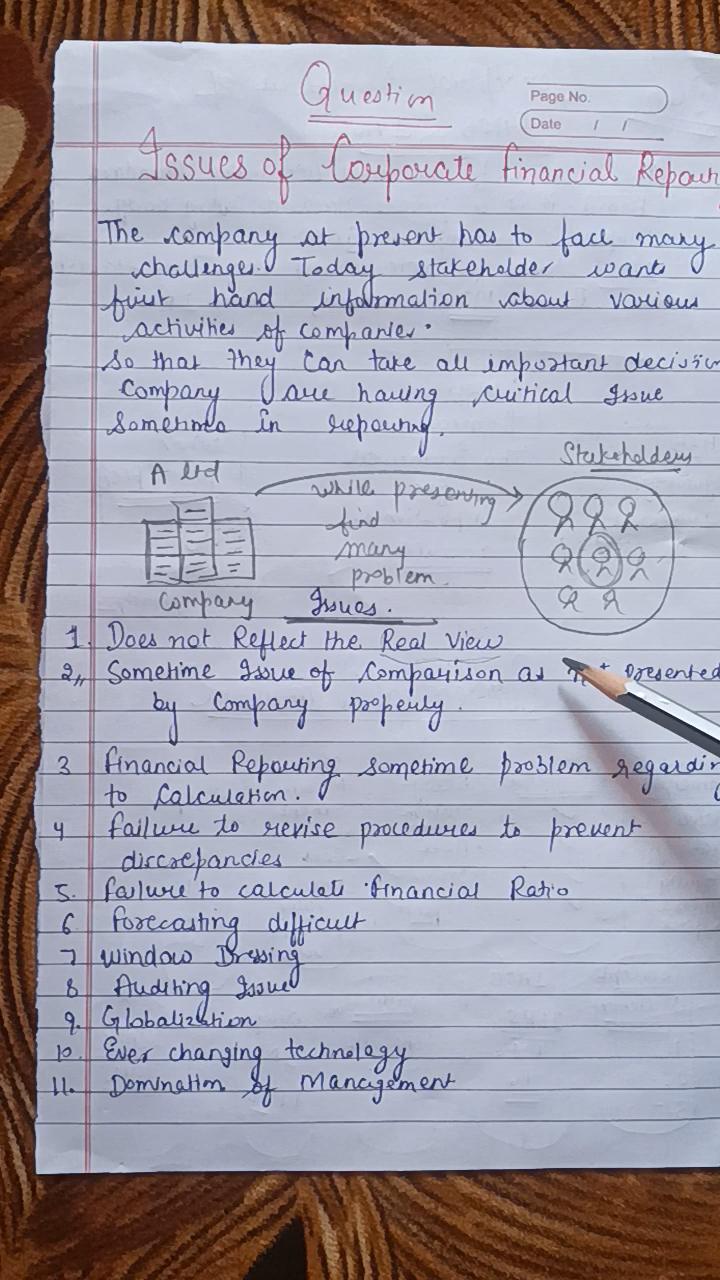 Question
Page No.
Date / /
Issues of Corporate Financial Repor
The company at present has to face many
challenges. Today stakeholder wants
first hand information about various
activities of companies.
So that they can take all important decisi
Company are having critical Issue
Sometimes in reporting.
A ltd
Stakeholders
while presenting
find
many
problem
Company
Issues.
1. Does not Reflect the Real View
2,, Sometime Issue of Comparison as presented
by Company properly.
3 financial Reporting sometime problem regardin
to Calculation.
4 failure to revise procedures to prevent
discrepancies
5. failure to calculate financial Ratio
6 forecasting difficult
7 Window Dressing
8 Auditing Issue
9. Globalization
10. Ever changing technology
11. Domination of Management